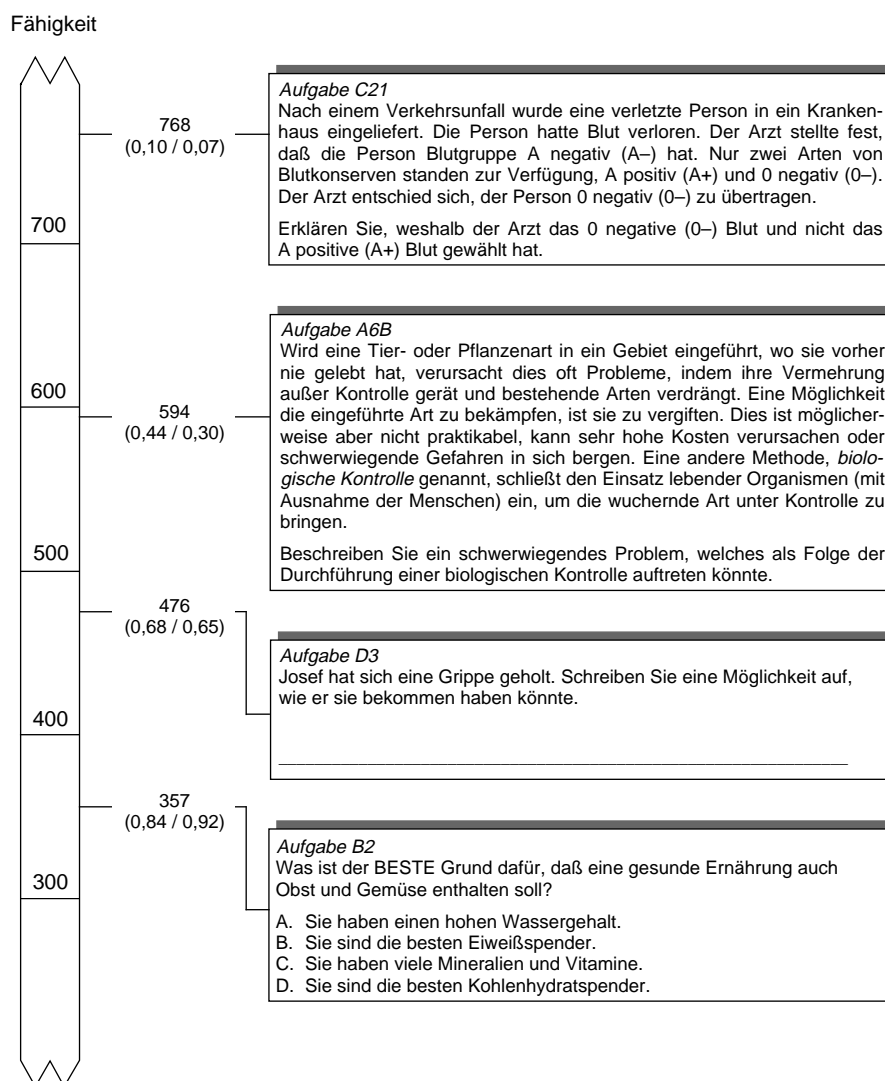 Fähigkeit
768
(0,10 / 0,07)
Aufgabe C21
Nach einem Verkehrsunfall wurde eine verletzte Person in ein Kranken-
haus eingeliefert. Die Person hatte Blut verloren. Der Arzt stellte fest,
daß die Person Blutgruppe A negativ (A–) hat. Nur zwei Arten von
Blutkonserven standen zur Verfügung, A positiv (A+) und 0 negativ (0–).
Der Arzt entschied sich, der Person 0 negativ (0–) zu übertragen.
Erklären Sie, weshalb der Arzt das 0 negative (0–) Blut und nicht das
A positive (A+) Blut gewählt hat.
700
Aufgabe A6B
Wird eine Tier- oder Pflanzenart in ein Gebiet eingeführt, wo sie vorher
nie gelebt hat, verursacht dies oft Probleme, indem ihre Vermehrung
außer Kontrolle gerät und bestehende Arten verdrängt. Eine Möglichkeit
die eingeführte Art zu bekämpfen, ist sie zu vergiften. Dies ist möglicher-
weise aber nicht praktikabel, kann sehr hohe Kosten verursachen oder
schwerwiegende Gefahren in sich bergen. Eine andere Methode, biolo-
gische Kontrolle genannt, schließt den Einsatz lebender Organismen (mit
Ausnahme der Menschen) ein, um die wuchernde Art unter Kontrolle zu
bringen.
Beschreiben Sie ein schwerwiegendes Problem, welches als Folge der
Durchführung einer biologischen Kontrolle auftreten könnte.
600
594
(0,44 / 0,30)
500
476
(0,68 / 0,65)
Aufgabe D3
Josef hat sich eine Grippe geholt. Schreiben Sie eine Möglichkeit auf,
wie er sie bekommen haben könnte.
400
357
(0,84 / 0,92)
Aufgabe B2
Was ist der BESTE Grund dafür, daß eine gesunde Ernährung auch
Obst und Gemüse enthalten soll?
A. Sie haben einen hohen Wassergehalt.
B. Sie sind die besten Eiweißspender.
C. Sie haben viele Mineralien und Vitamine.
D. Sie sind die besten Kohlenhydratspender.
300